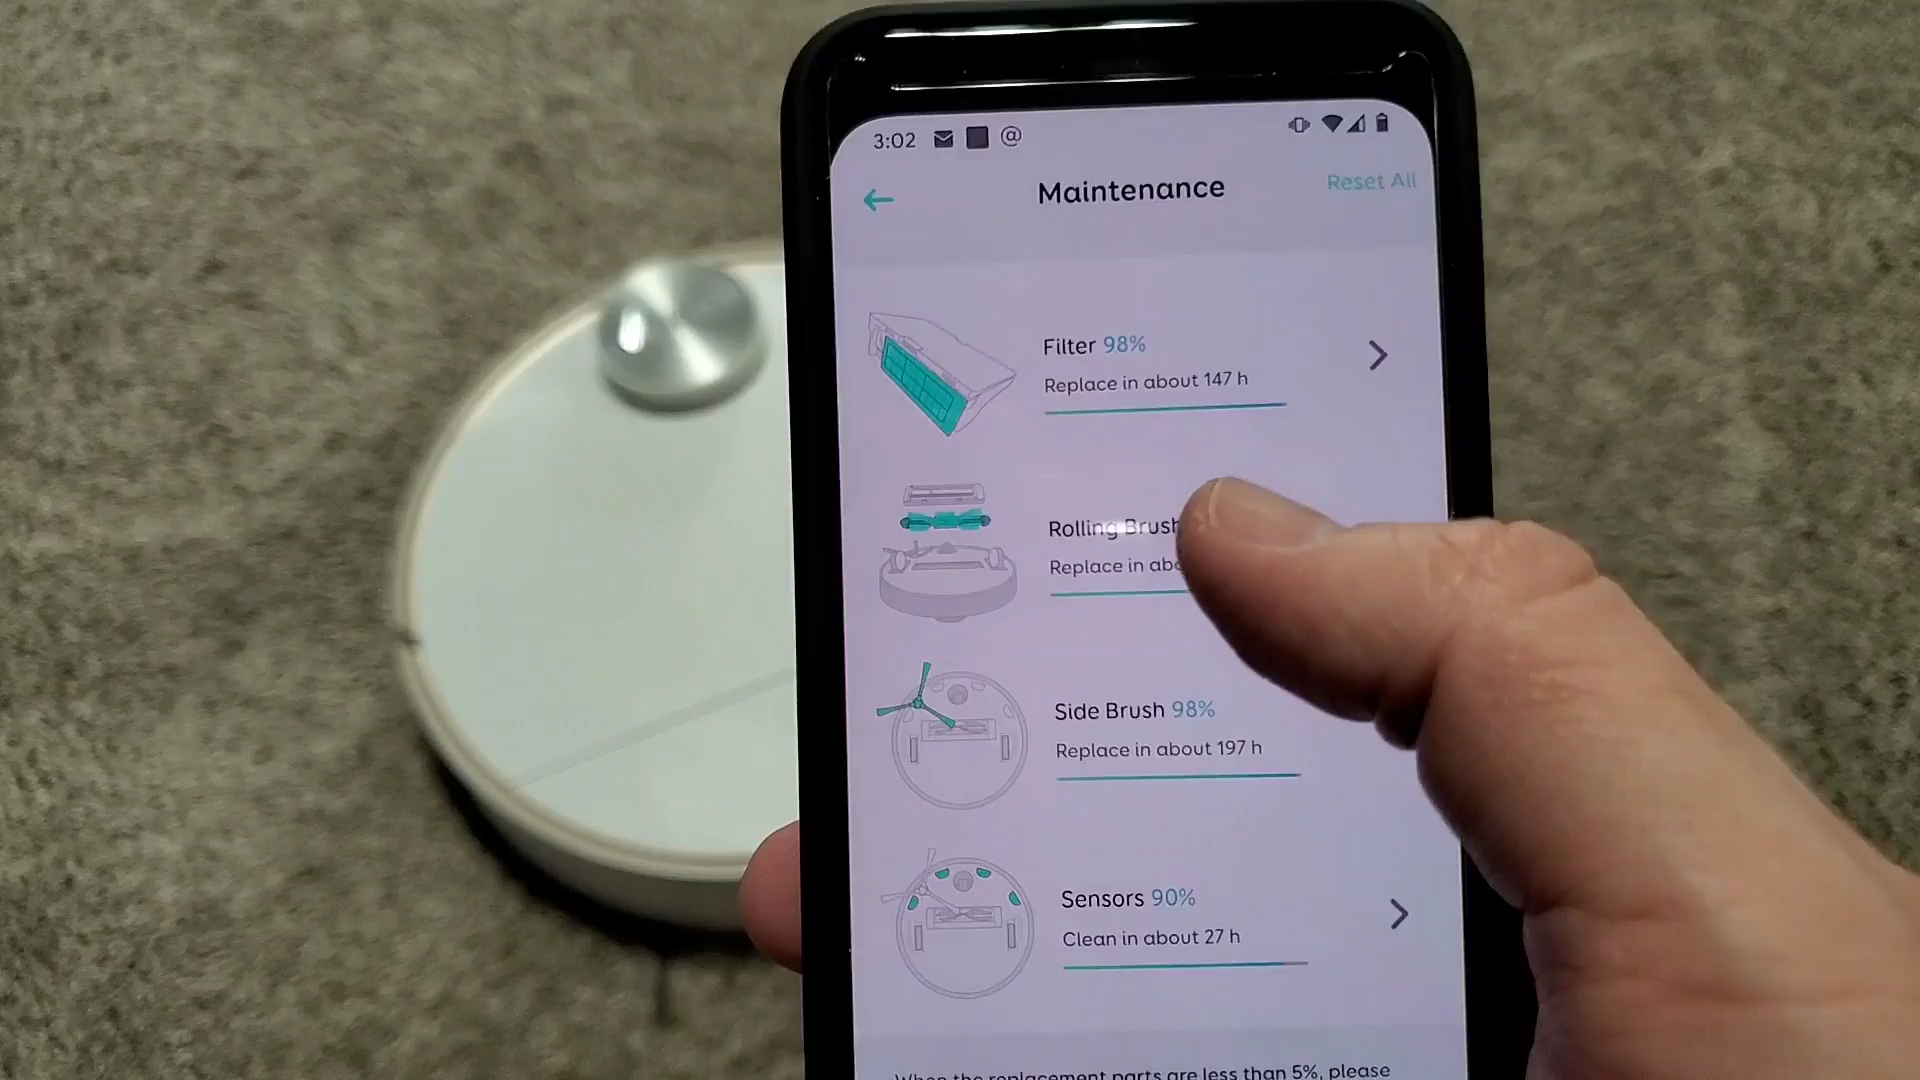 3:02
Maintenance
Reset All
Filter 98%
Replace in about 147 h
Rolling Brush
Replace in
Side Brush 98%
Replace in about 197 h
Sensors 90%
Clean in about 27 h
When the replacement parts are less than 5%, please